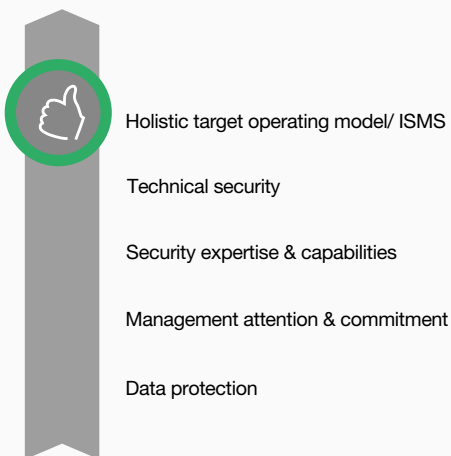 Holistic target operating model/ ISMS
Technical security
Security expertise & capabilities
Management attention & commitment
Data protection